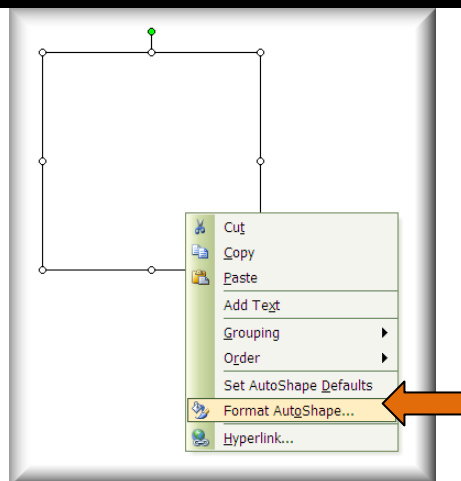 Cut
Copy
Paste
Add Text
Grouping
Order
Set AutoShape Defaults
Format AutoShape...
Hyperlink...